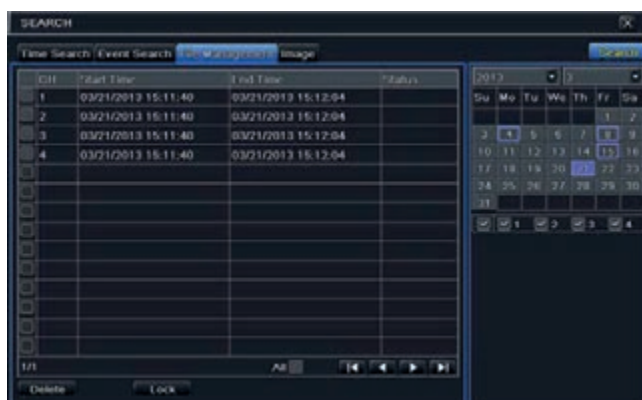 SEARCH
Time Search Event Search File Management Image
Search
CH Start Time End Time Status
1 03/21/2013 15:11:40 03/21/2013 15:12:04
2 03/21/2013 15:11:40 03/21/2013 15:12:04
3 03/21/2013 15:11:40 03/21/2013 15:12:04
4 03/21/2013 15:11:40 03/21/2013 15:12:04
1/1 All
Delete Lock
2013 3
Su Mo Tu We Th Fr Sa
1 2
3 4 5 6 7 8 9
10 11 12 13 14 15 16
17 18 19 20 21 22 23
24 25 26 27 28 29 30
31
1 2 3 4